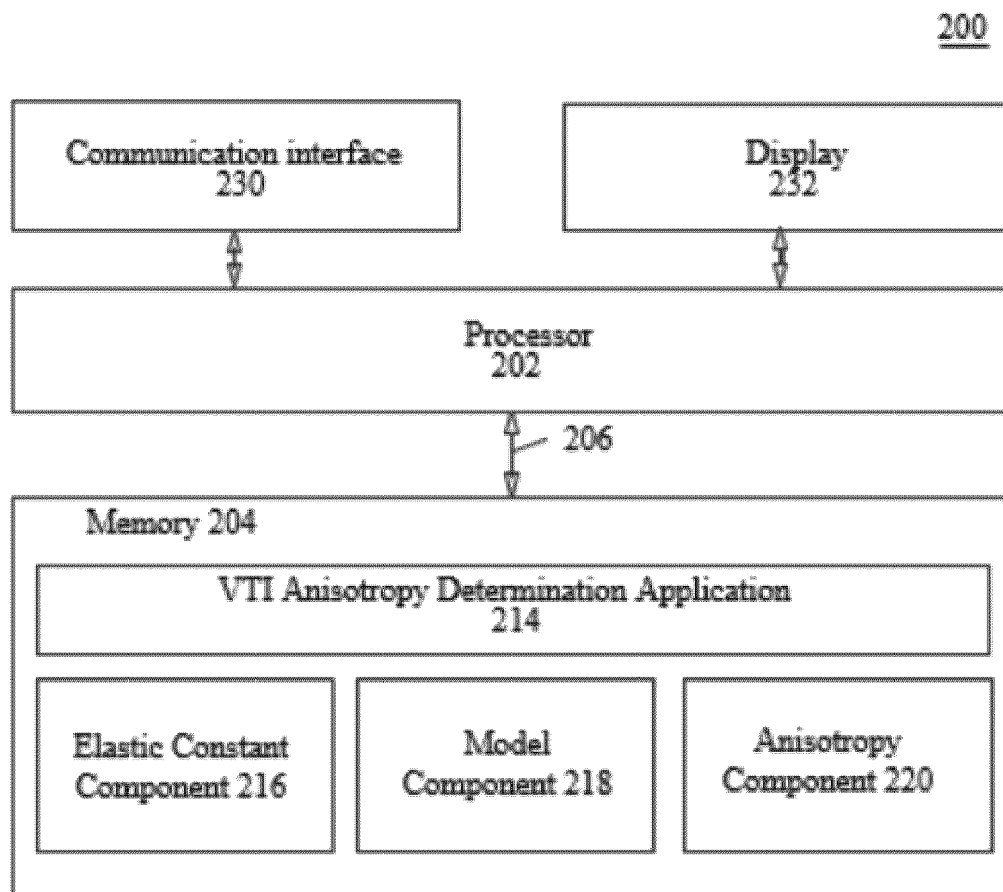 200
Communication interface
230
Display
232
Processor
202
206
Memory 204
VTI Anisotropy Determination Application
214
Elastic Constant
Component 216
Model
Component 218
Anisotropy
Component 220